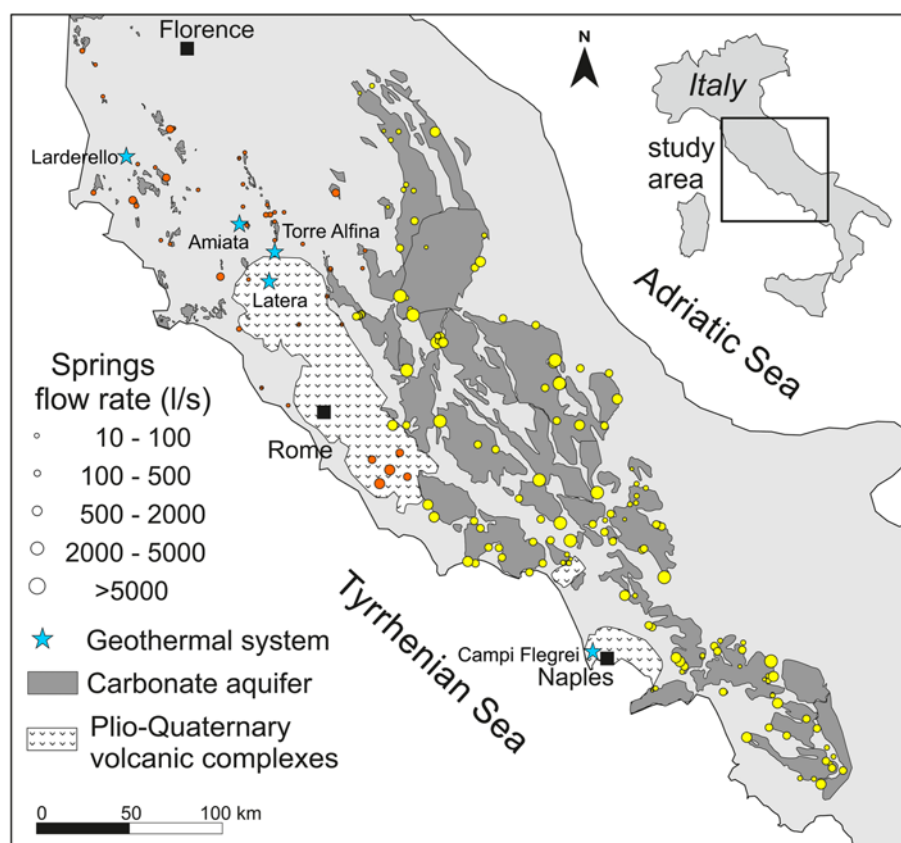 Florence
N
Italy
study
area
Larderello
Amiata
Torre Alfina
Latera
Adriatic Sea
Springs
flow rate (l/s)
10 - 100
100 - 500
500 - 2000
2000 - 5000
>5000
Rome
Geothermal system
Carbonate aquifer
Plio-Quaternary
volcanic complexes
Tyrrhenian Sea
Campi Flegrei
Naples
0 50 100 km